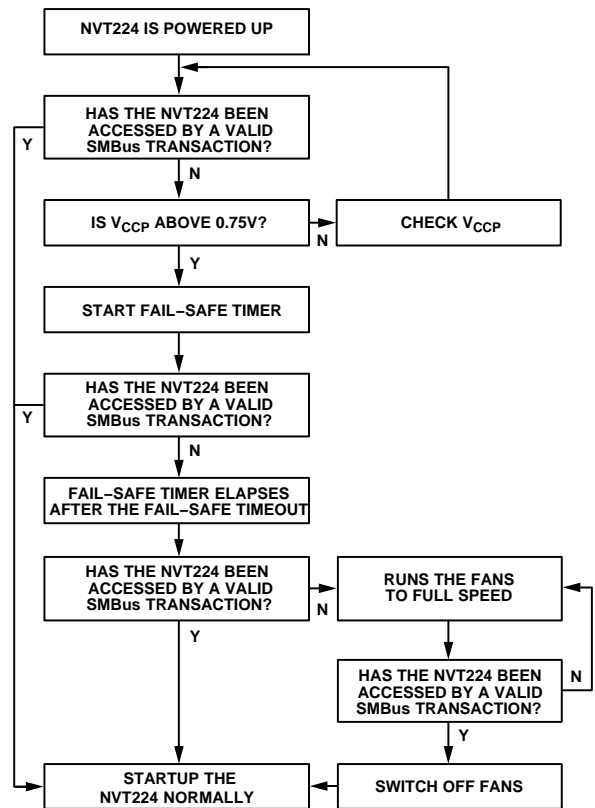 NVT224 IS POWERED UP
HAS THE NVT224 BEEN
ACCESSED BY A VALID
SMBus TRANSACTION?
Y
N
IS VCCP ABOVE 0.75V?
N
CHECK VCCP
Y
START FAIL–SAFE TIMER
HAS THE NVT224 BEEN
ACCESSED BY A VALID
SMBus TRANSACTION?
Y
N
FAIL–SAFE TIMER ELAPSES
AFTER THE FAIL–SAFE TIMEOUT
HAS THE NVT224 BEEN
ACCESSED BY A VALID
SMBus TRANSACTION?
N
Y
RUNS THE FANS
TO FULL SPEED
HAS THE NVT224 BEEN
ACCESSED BY A VALID
SMBus TRANSACTION?
N
Y
STARTUP THE
NVT224 NORMALLY
SWITCH OFF FANS